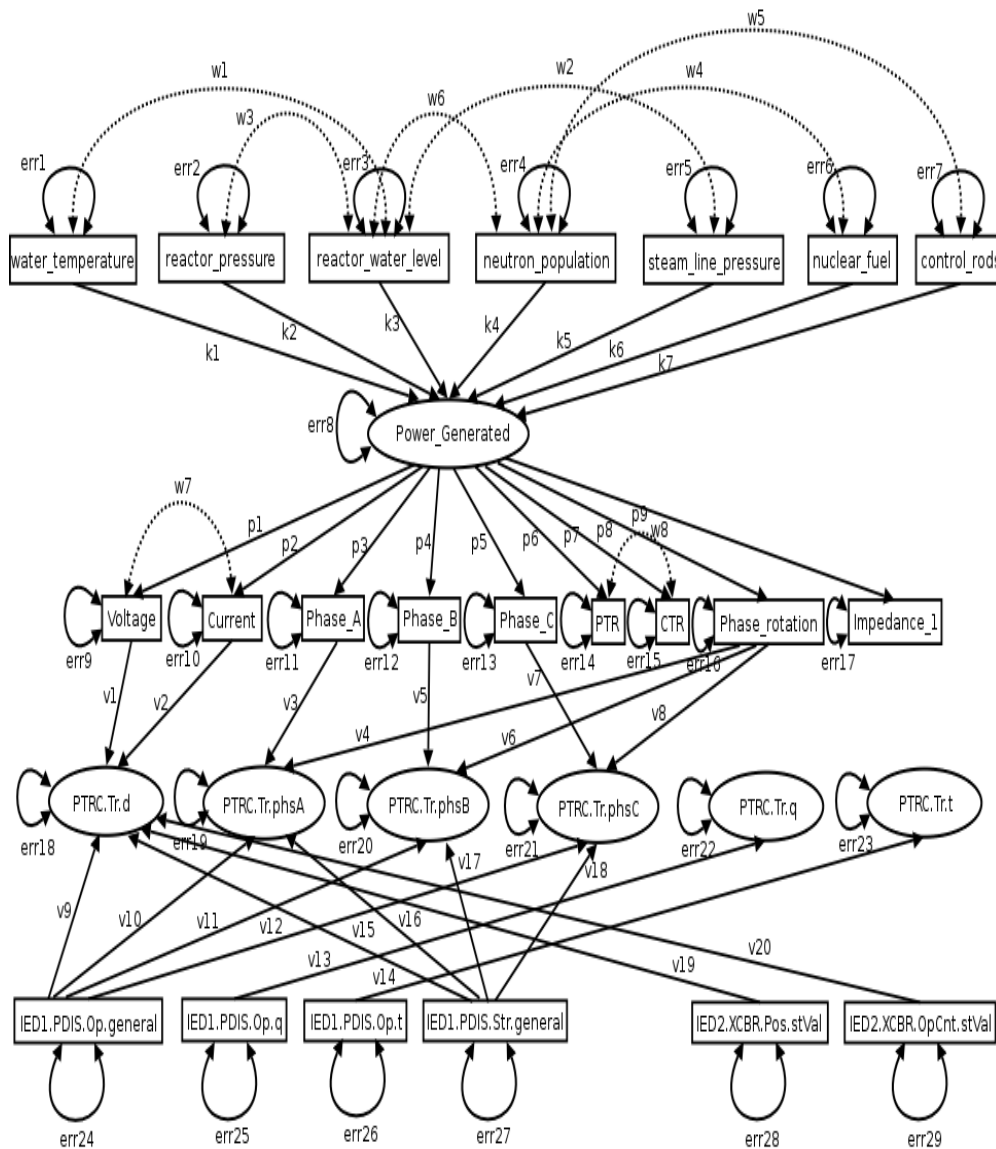 w5
w1 w2 w4
w6
w3
err1 err2 err3 err4 err5 err6 err7
water_temperature reactor_pressure reactor_water_level neutron_population steam_line_pressure nuclear_fuel control_rods
k1 k2 k3 k4 k5 k6 k7
err8 Power_Generated
w7 p1 p2 p3 p4 p5 p6 p7 p8 p9 w8
Voltage Current Phase_A Phase_B Phase_C PTR CTR Phase_rotation Impedance_1
err9 err10 err11 err12 err13 err14 err15 err16 err17
v1 v2 v3 v4 v5 v6 v7 v8
PTRC.Tr.d PTRC.Tr.phsA PTRC.Tr.phsB PTRC.Tr.phsC PTRC.Tr.q PTRC.Tr.t
err18 err19 err20 err21 err22 err23
v17 v18
v9 v10 v11 v12 v15 v16
v13 v14 v19 v20
IED1.PDIS.Op.general IED1.PDIS.Op.q IED1.PDIS.Op.t IED1.PDIS.Str.general IED2.XCBR.Pos.stVal IED2.XCBR.OpCnt.stVal
err24 err25 err26 err27 err28 err29